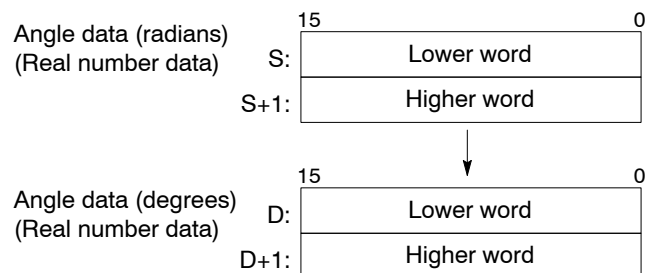 15 0
Angle data (radians)
(Real number data)
S: Lower word
S+1: Higher word
15 0
Angle data (degrees)
(Real number data)
D: Lower word
D+1: Higher word